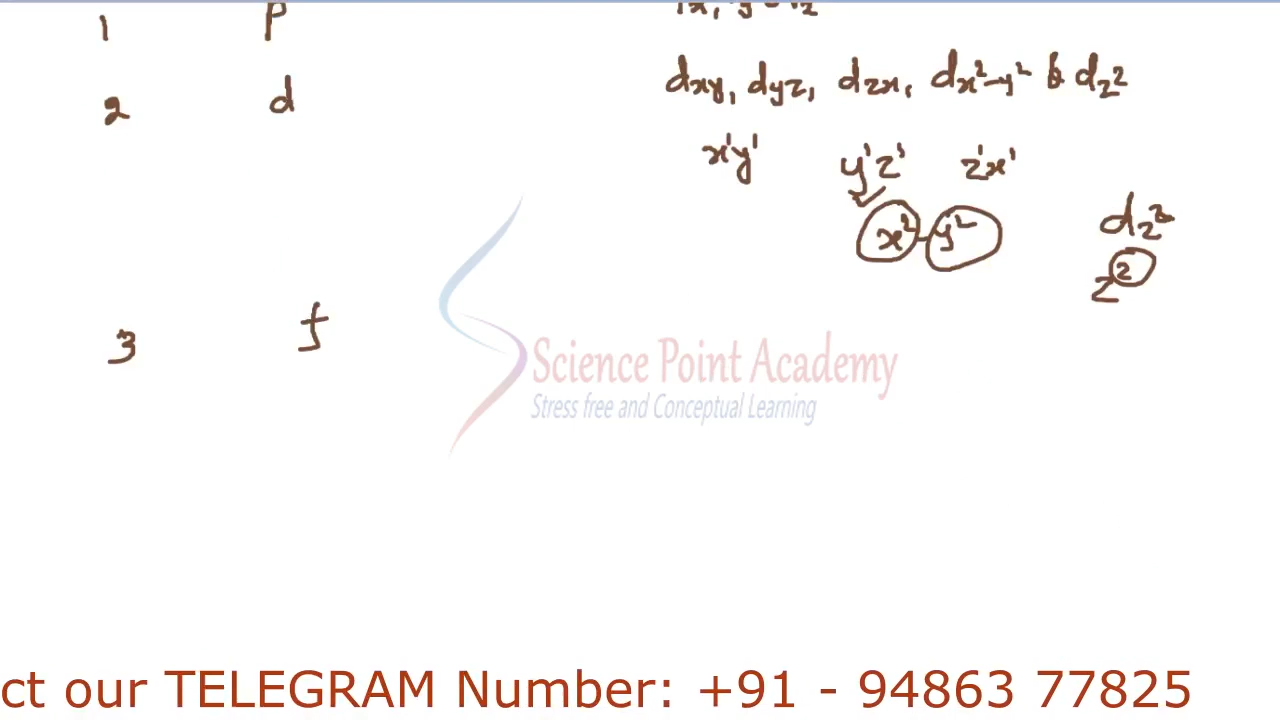 1 p
2 d dxy, dyz, dzx, dx²-y² & dz²
x¹y¹ y¹z¹ z¹x¹
x² - y² dz²
z²
3 f
Science Point Academy
Stress free and Conceptual Learning
ct our TELEGRAM Number: +91 - 94863 77825